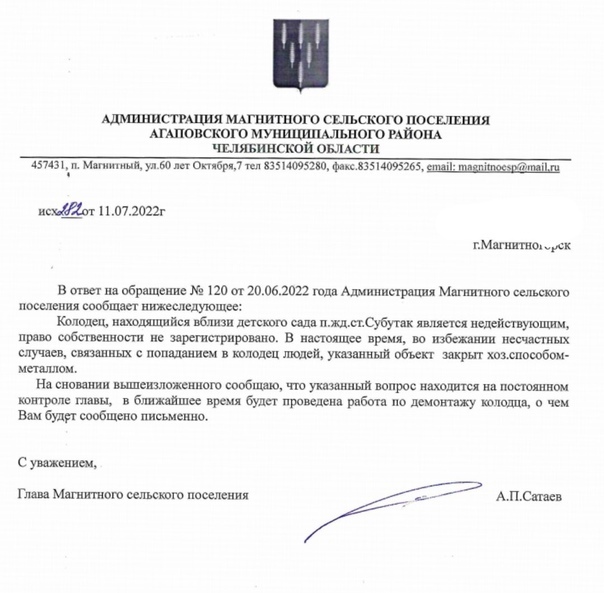 АДМИНИСТРАЦИЯ МАГНИТНОГО СЕЛЬСКОГО ПОСЕЛЕНИЯ
АГАПОВСКОГО МУНИЦИПАЛЬНОГО РАЙОНА
ЧЕЛЯБИНСКОЙ ОБЛАСТИ
457431, п. Магнитный, ул.60 лет Октября,7 тел 83514095280, факс.83514095265, email: magnitnoesp@mail.ru
исх282от 11.07.2022г
г.Магнитогорск
В ответ на обращение № 120 от 20.06.2022 года Администрация Магнитного сельского
поселения сообщает нижеследующее:
Колодец, находящийся вблизи детского сада п.жд.ст.Субутак является недействующим,
право собственности не зарегистрировано. В настоящее время, во избежании несчастных
случаев, связанных с попаданием в колодец людей, указанный объект закрыт хоз.способом-
металлом.
На сновании вышеизложенного сообщаю, что указанный вопрос находится на постоянном
контроле главы, в ближайшее время будет проведена работа по демонтажу колодца, о чем
Вам будет сообщено письменно.
С уважением,
Глава Магнитного сельского поселения
А.П.Сатаев